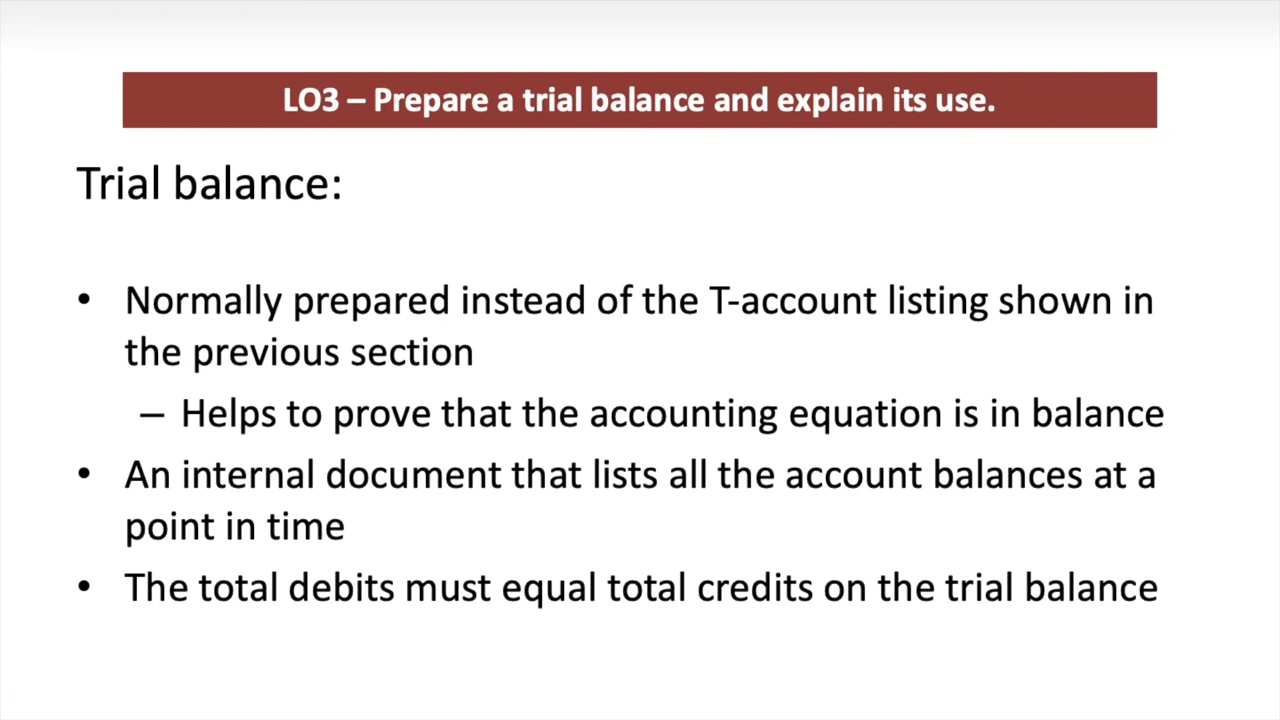 LO3 – Prepare a trial balance and explain its use.
Trial balance:
• Normally prepared instead of the T-account listing shown in
the previous section
– Helps to prove that the accounting equation is in balance
• An internal document that lists all the account balances at a
point in time
• The total debits must equal total credits on the trial balance